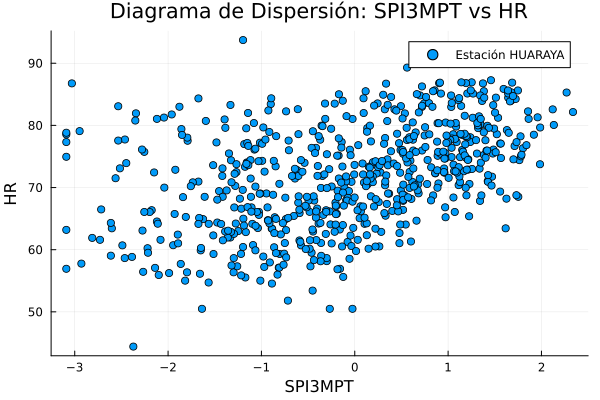 Diagrama de Dispersión: SPI3MPT vs HR
Estación HUARAYA
90
80
70
60
50
HR
−3
−2
−1
0
1
2
SPI3MPT